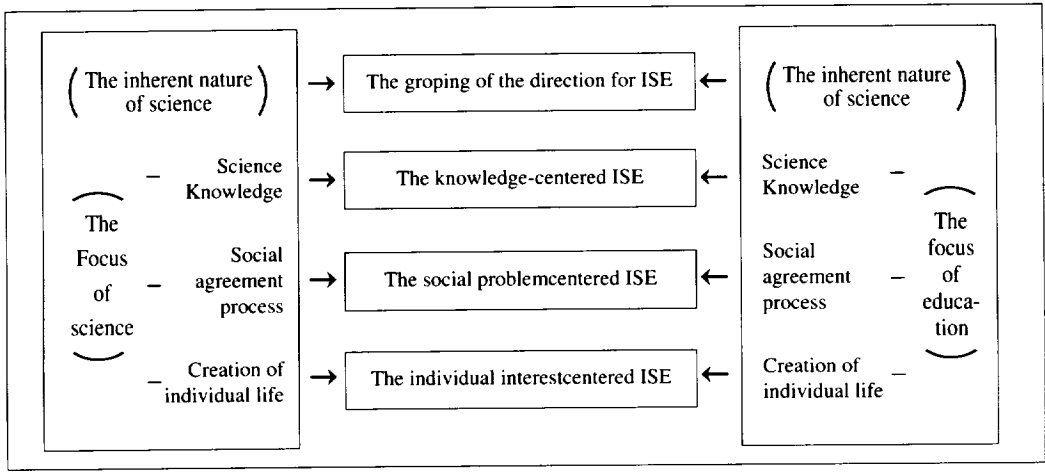 The inherent nature
of science
Science
Knowledge
The
Focus
of
science
Social
agreement
process
Creation of
individual life
The groping of the direction for ISE
The knowledge-centered ISE
The social problemcentered ISE
The individual interestcentered ISE
The inherent nature
of science
Science
Knowledge
Social
agreement
process
Creation of
individual life
The
focus
of
educa-
tion